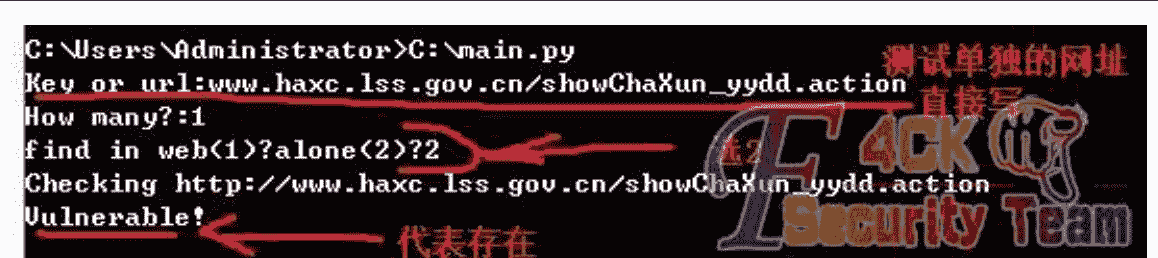 C:\Users\Administrator>C:\main.py
测试单独的网址
Key or url:www.haxc.lss.gov.cn/showChaXun_yydd.action
直接写
How many?:1
find in web(1)?alone(2)?2
选2
Checking http://www.haxc.lss.gov.cn/showChaXun_yydd.action
Vulnerable!
代表存在
F4CK
Security Team